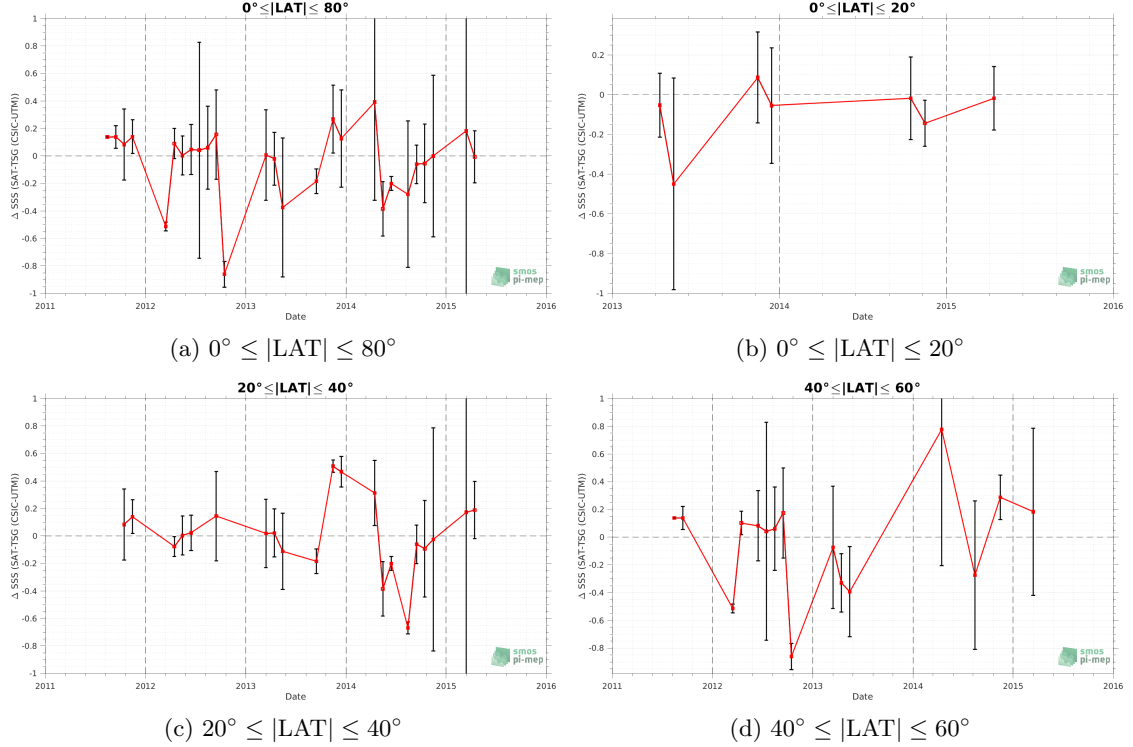 0°≤|LAT|≤ 80°
Δ SSS (SAT-TSG (CSIC-UTM))
1
0.8
0.6
0.4
0.2
0
-0.2
-0.4
-0.6
-0.8
-1
2011 2012 2013 2014 2015 2016
Date
smos
pi-mep
(a) 0° ≤ |LAT| ≤ 80°
0°≤|LAT|≤ 20°
Δ SSS (SAT-TSG (CSIC-UTM))
0.2
0
-0.2
-0.4
-0.6
-0.8
-1
2013 2014 2015 2016
Date
smos
pi-mep
(b) 0° ≤ |LAT| ≤ 20°
20°≤|LAT|≤ 40°
Δ SSS (SAT-TSG (CSIC-UTM))
1
0.8
0.6
0.4
0.2
0
-0.2
-0.4
-0.6
-0.8
-1
2011 2012 2013 2014 2015 2016
Date
smos
pi-mep
(c) 20° ≤ |LAT| ≤ 40°
40°≤|LAT|≤ 60°
Δ SSS (SAT-TSG (CSIC-UTM))
1
0.8
0.6
0.4
0.2
0
-0.2
-0.4
-0.6
-0.8
2011 2012 2013 2014 2015 2016
Date
smos
pi-mep
(d) 40° ≤ |LAT| ≤ 60°